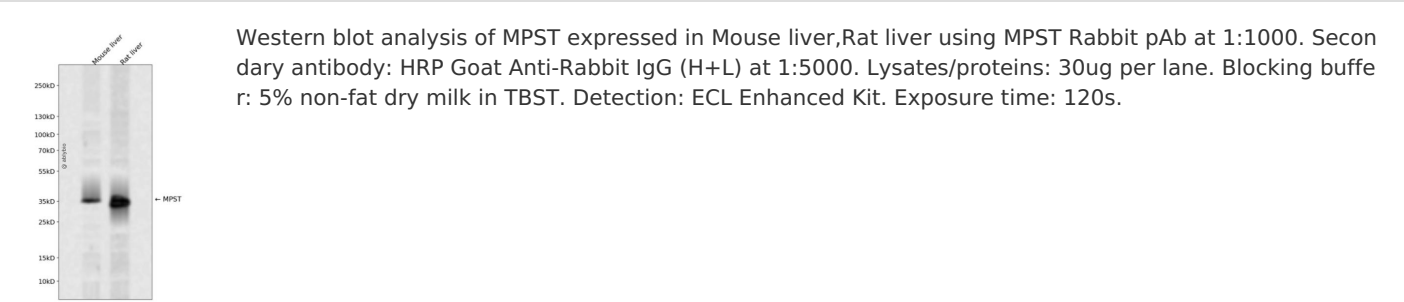 Mouse liver
Rat liver
Western blot analysis of MPST expressed in Mouse liver,Rat liver using MPST Rabbit pAb at 1:1000. Secon
dary antibody: HRP Goat Anti-Rabbit IgG (H+L) at 1:5000. Lysates/proteins: 30ug per lane. Blocking buffe
r: 5% non-fat dry milk in TBST. Detection: ECL Enhanced Kit. Exposure time: 120s.
250kD
130kD
100kD
70kD
55kD
35kD
← MPST
25kD
15kD
10kD